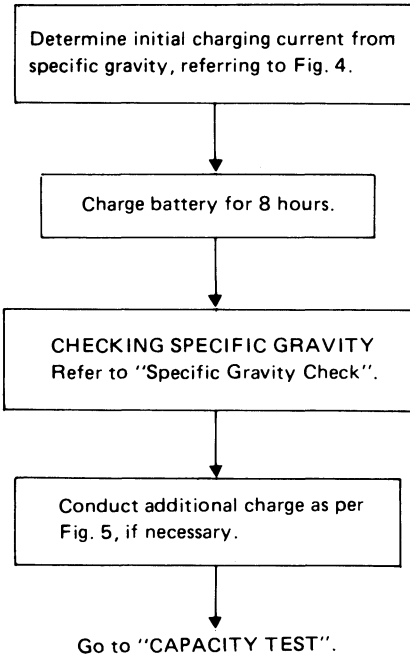 Determine initial charging current from
specific gravity, referring to Fig. 4.
Charge battery for 8 hours.
CHECKING SPECIFIC GRAVITY
Refer to "Specific Gravity Check".
Conduct additional charge as per
Fig. 5, if necessary.
Go to "CAPACITY TEST".